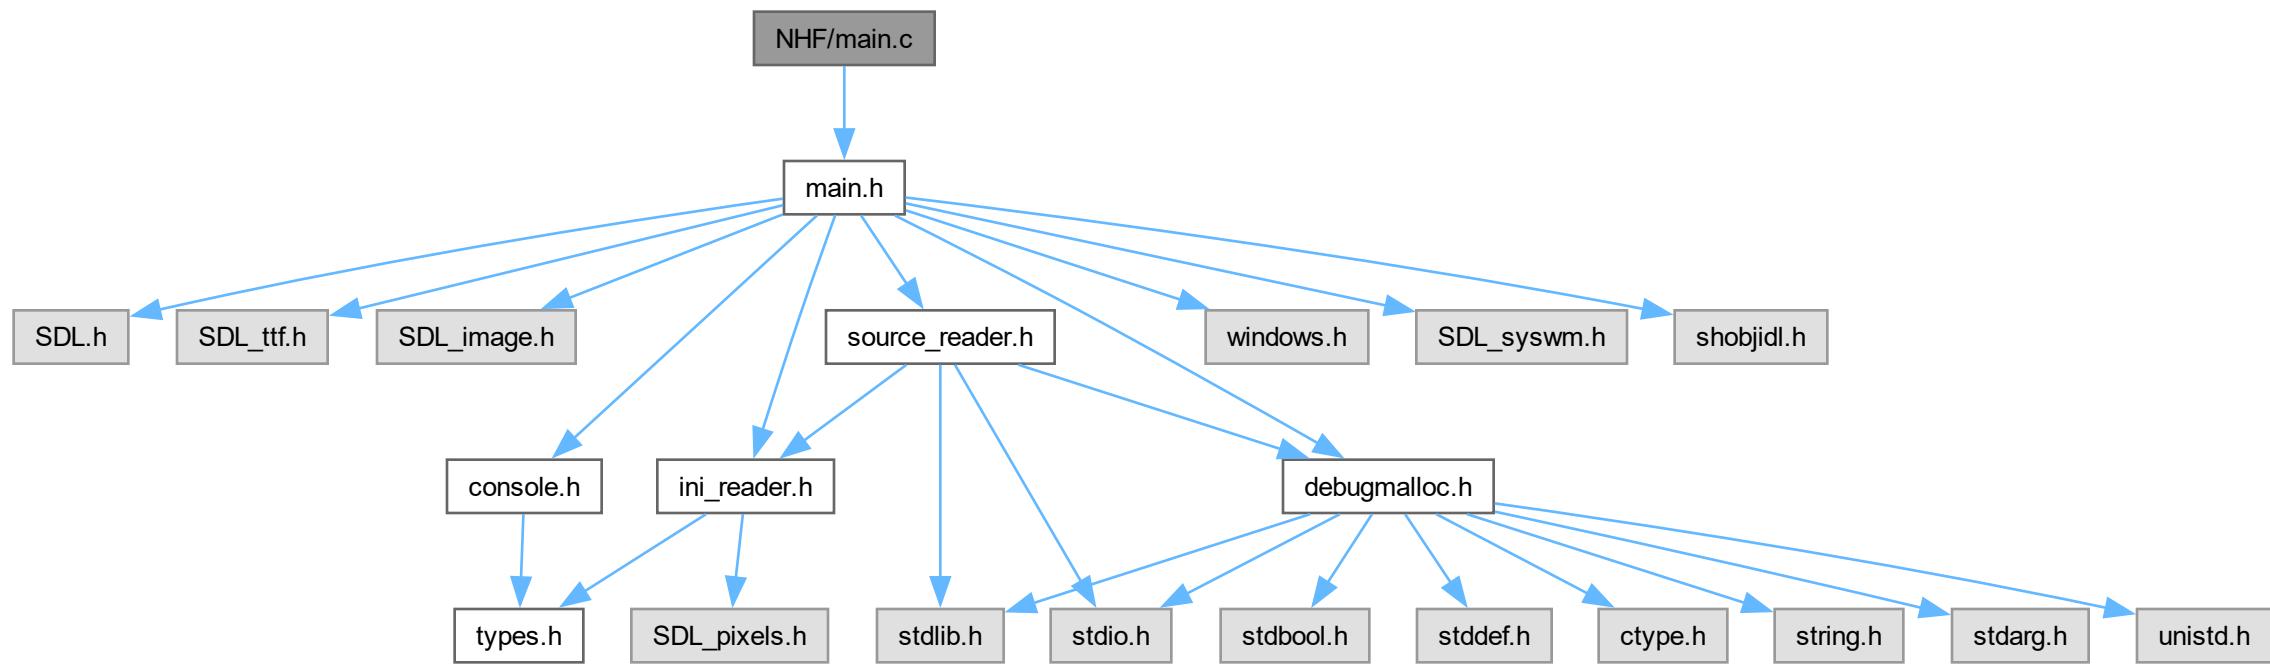 NHF/main.c
main.h
SDL.h
SDL_ttf.h
SDL_image.h
source_reader.h
windows.h
SDL_syswm.h
shobjidl.h
console.h
ini_reader.h
debugmalloc.h
types.h
SDL_pixels.h
stdlib.h
stdio.h
stdbool.h
stddef.h
ctype.h
string.h
stdarg.h
unistd.h